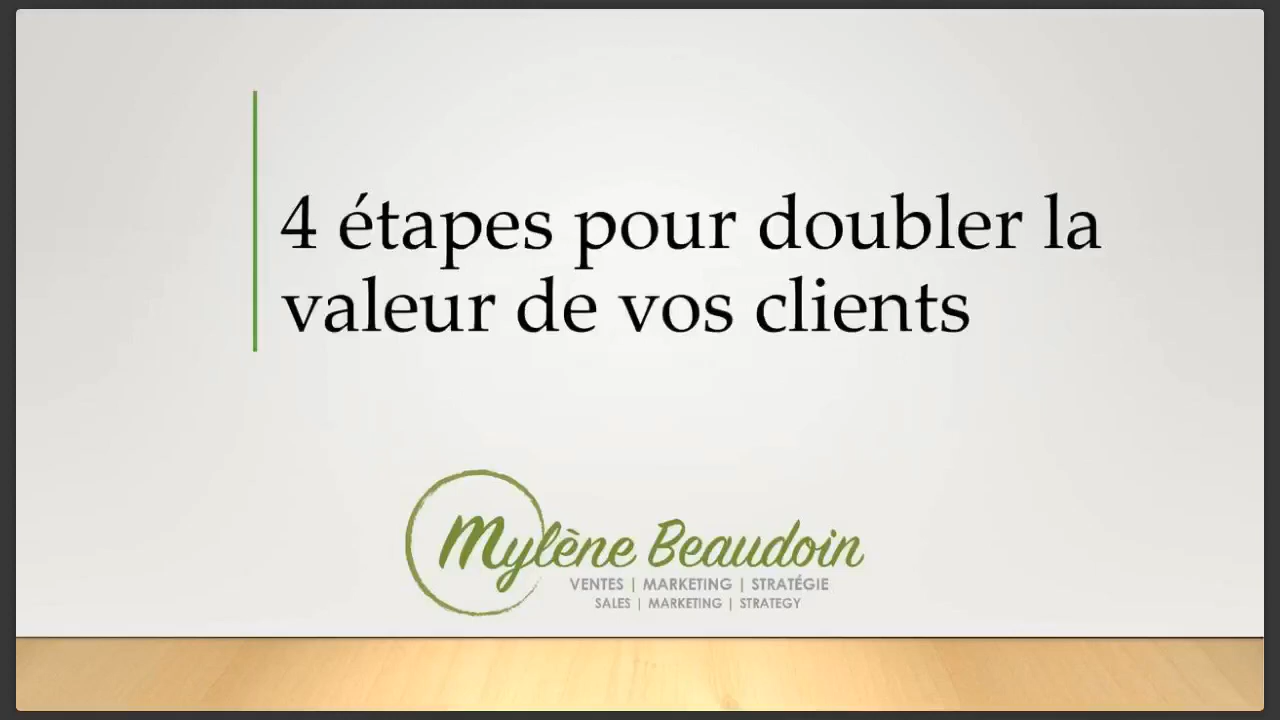 4 étapes pour doubler la
valeur de vos clients
Mylène Beaudoin
VENTES | MARKETING | STRATÉGIE
SALES | MARKETING | STRATEGY